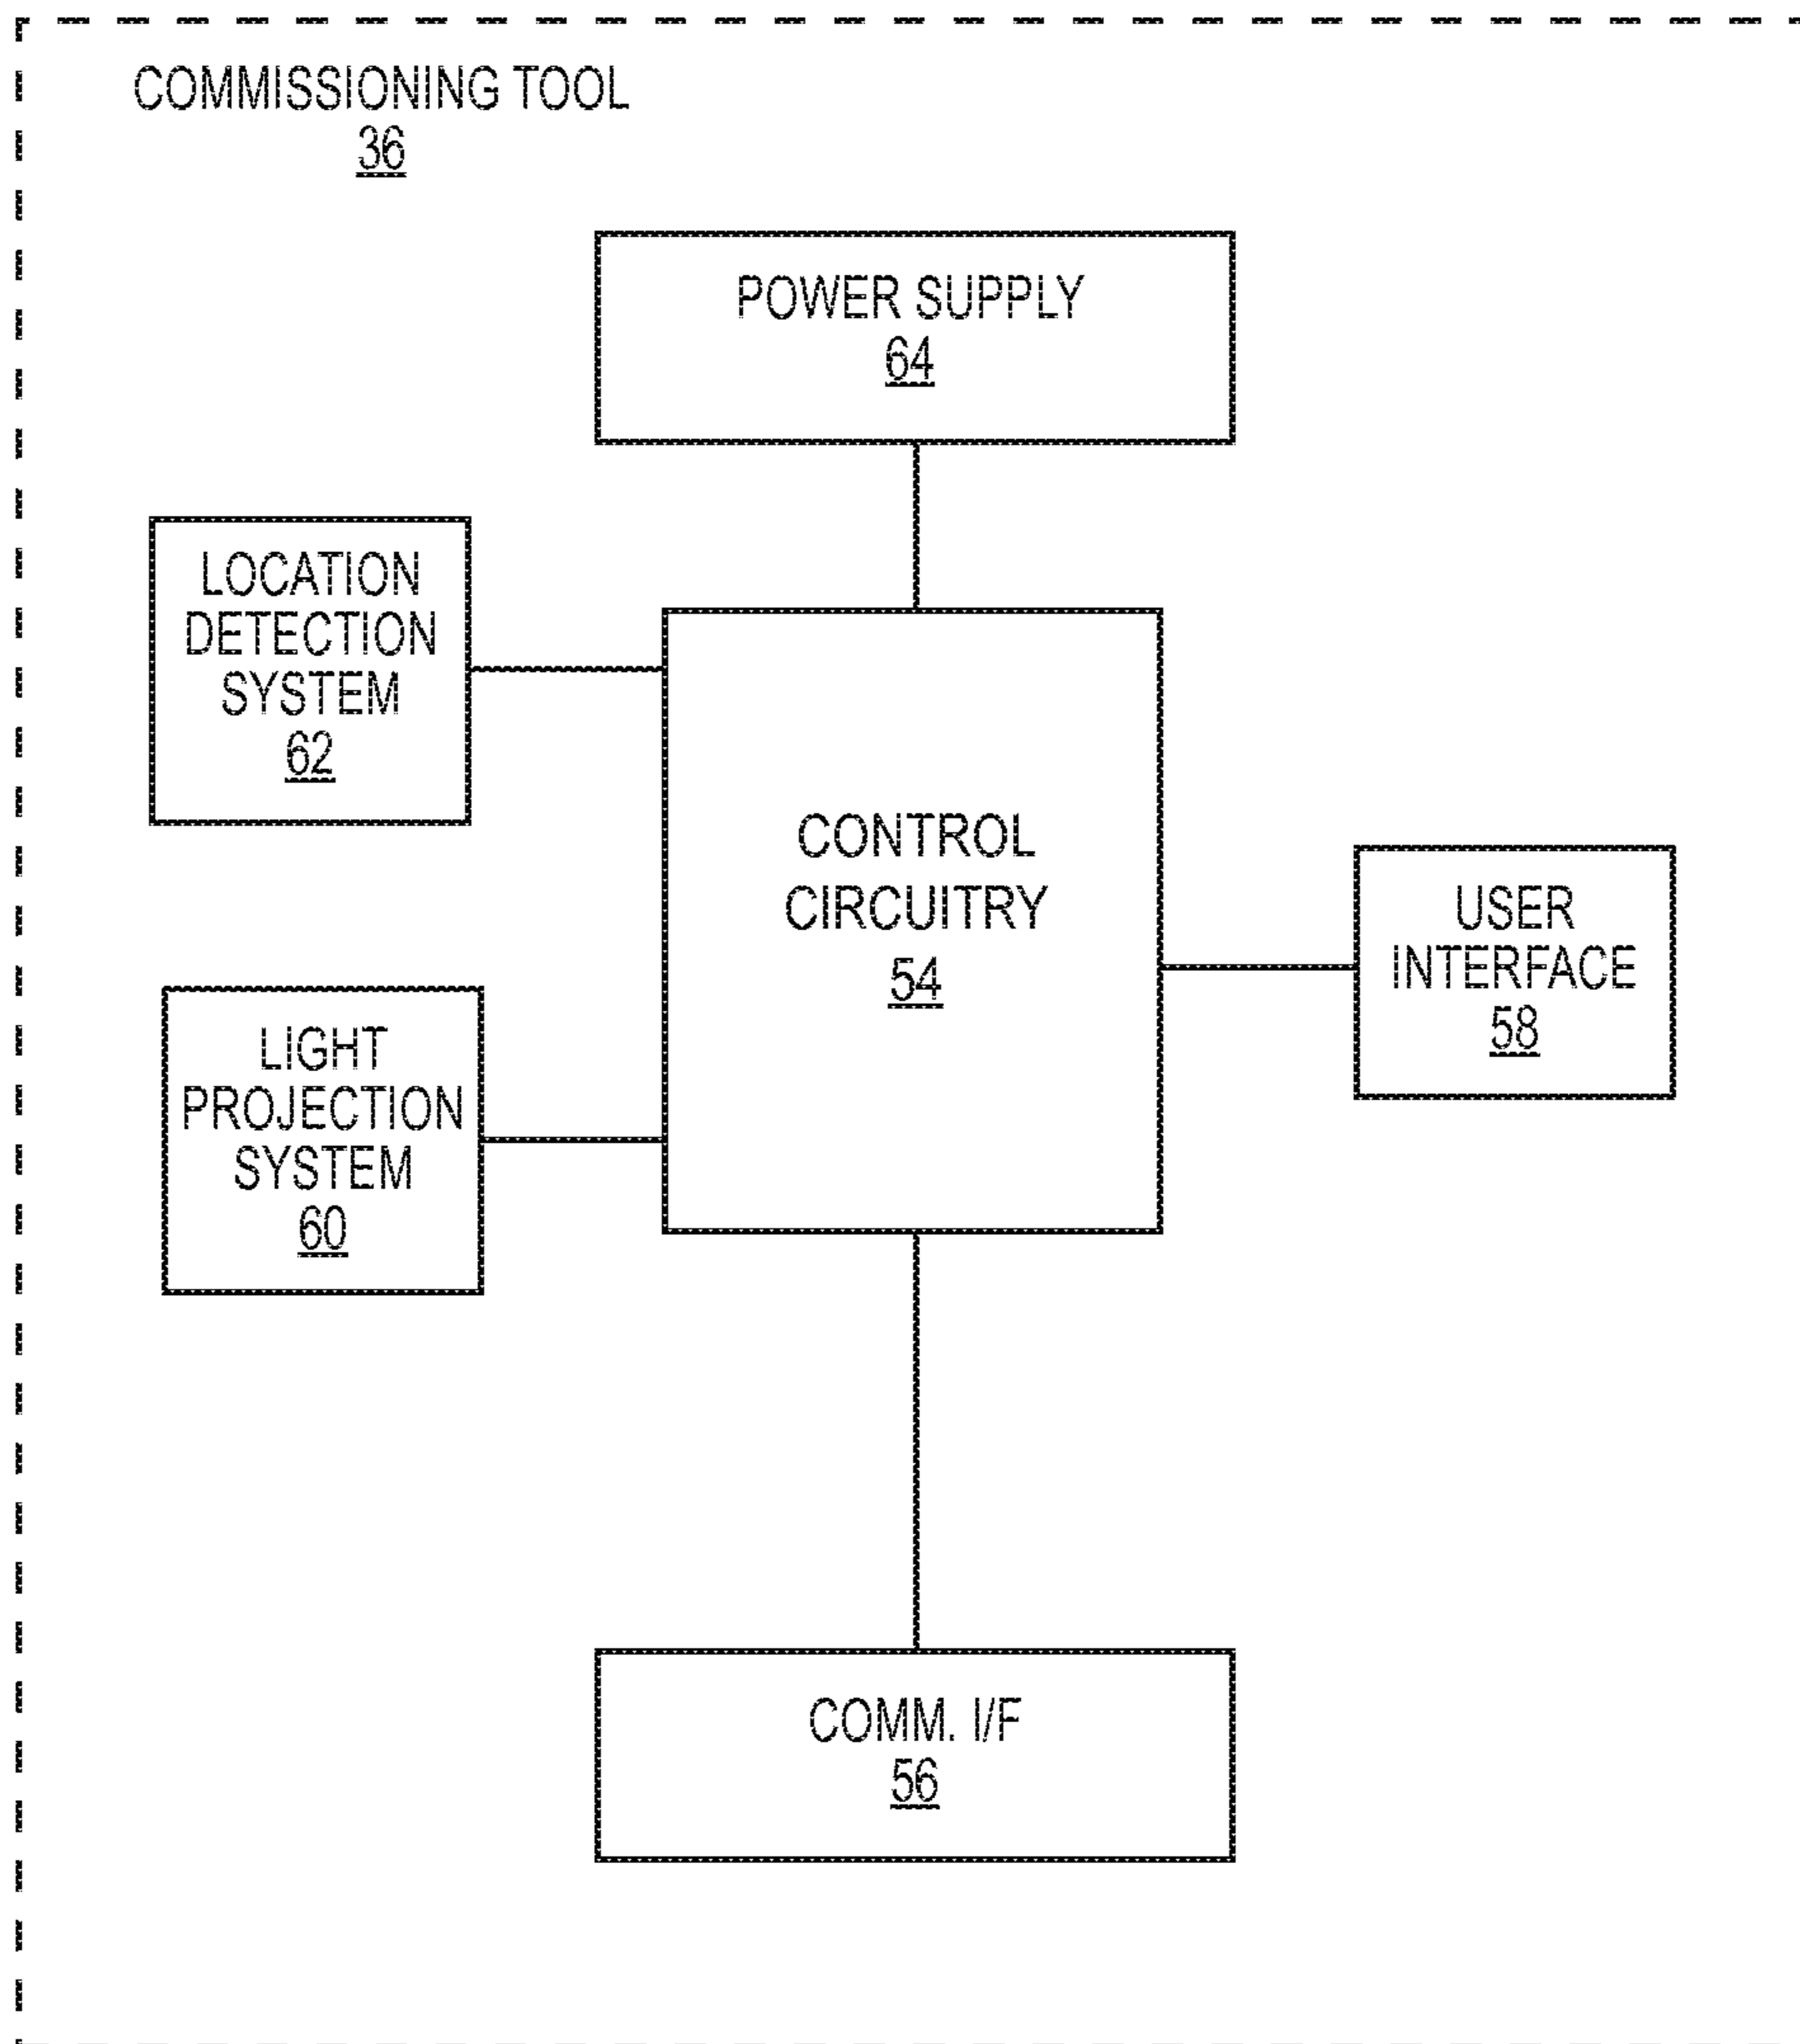 COMMISSIONING TOOL
36
POWER SUPPLY
64
LOCATION
DETECTION
SYSTEM
62
CONTROL
CIRCUITRY
54
USER
INTERFACE
58
LIGHT
PROJECTION
SYSTEM
60
COMM. I/F
56